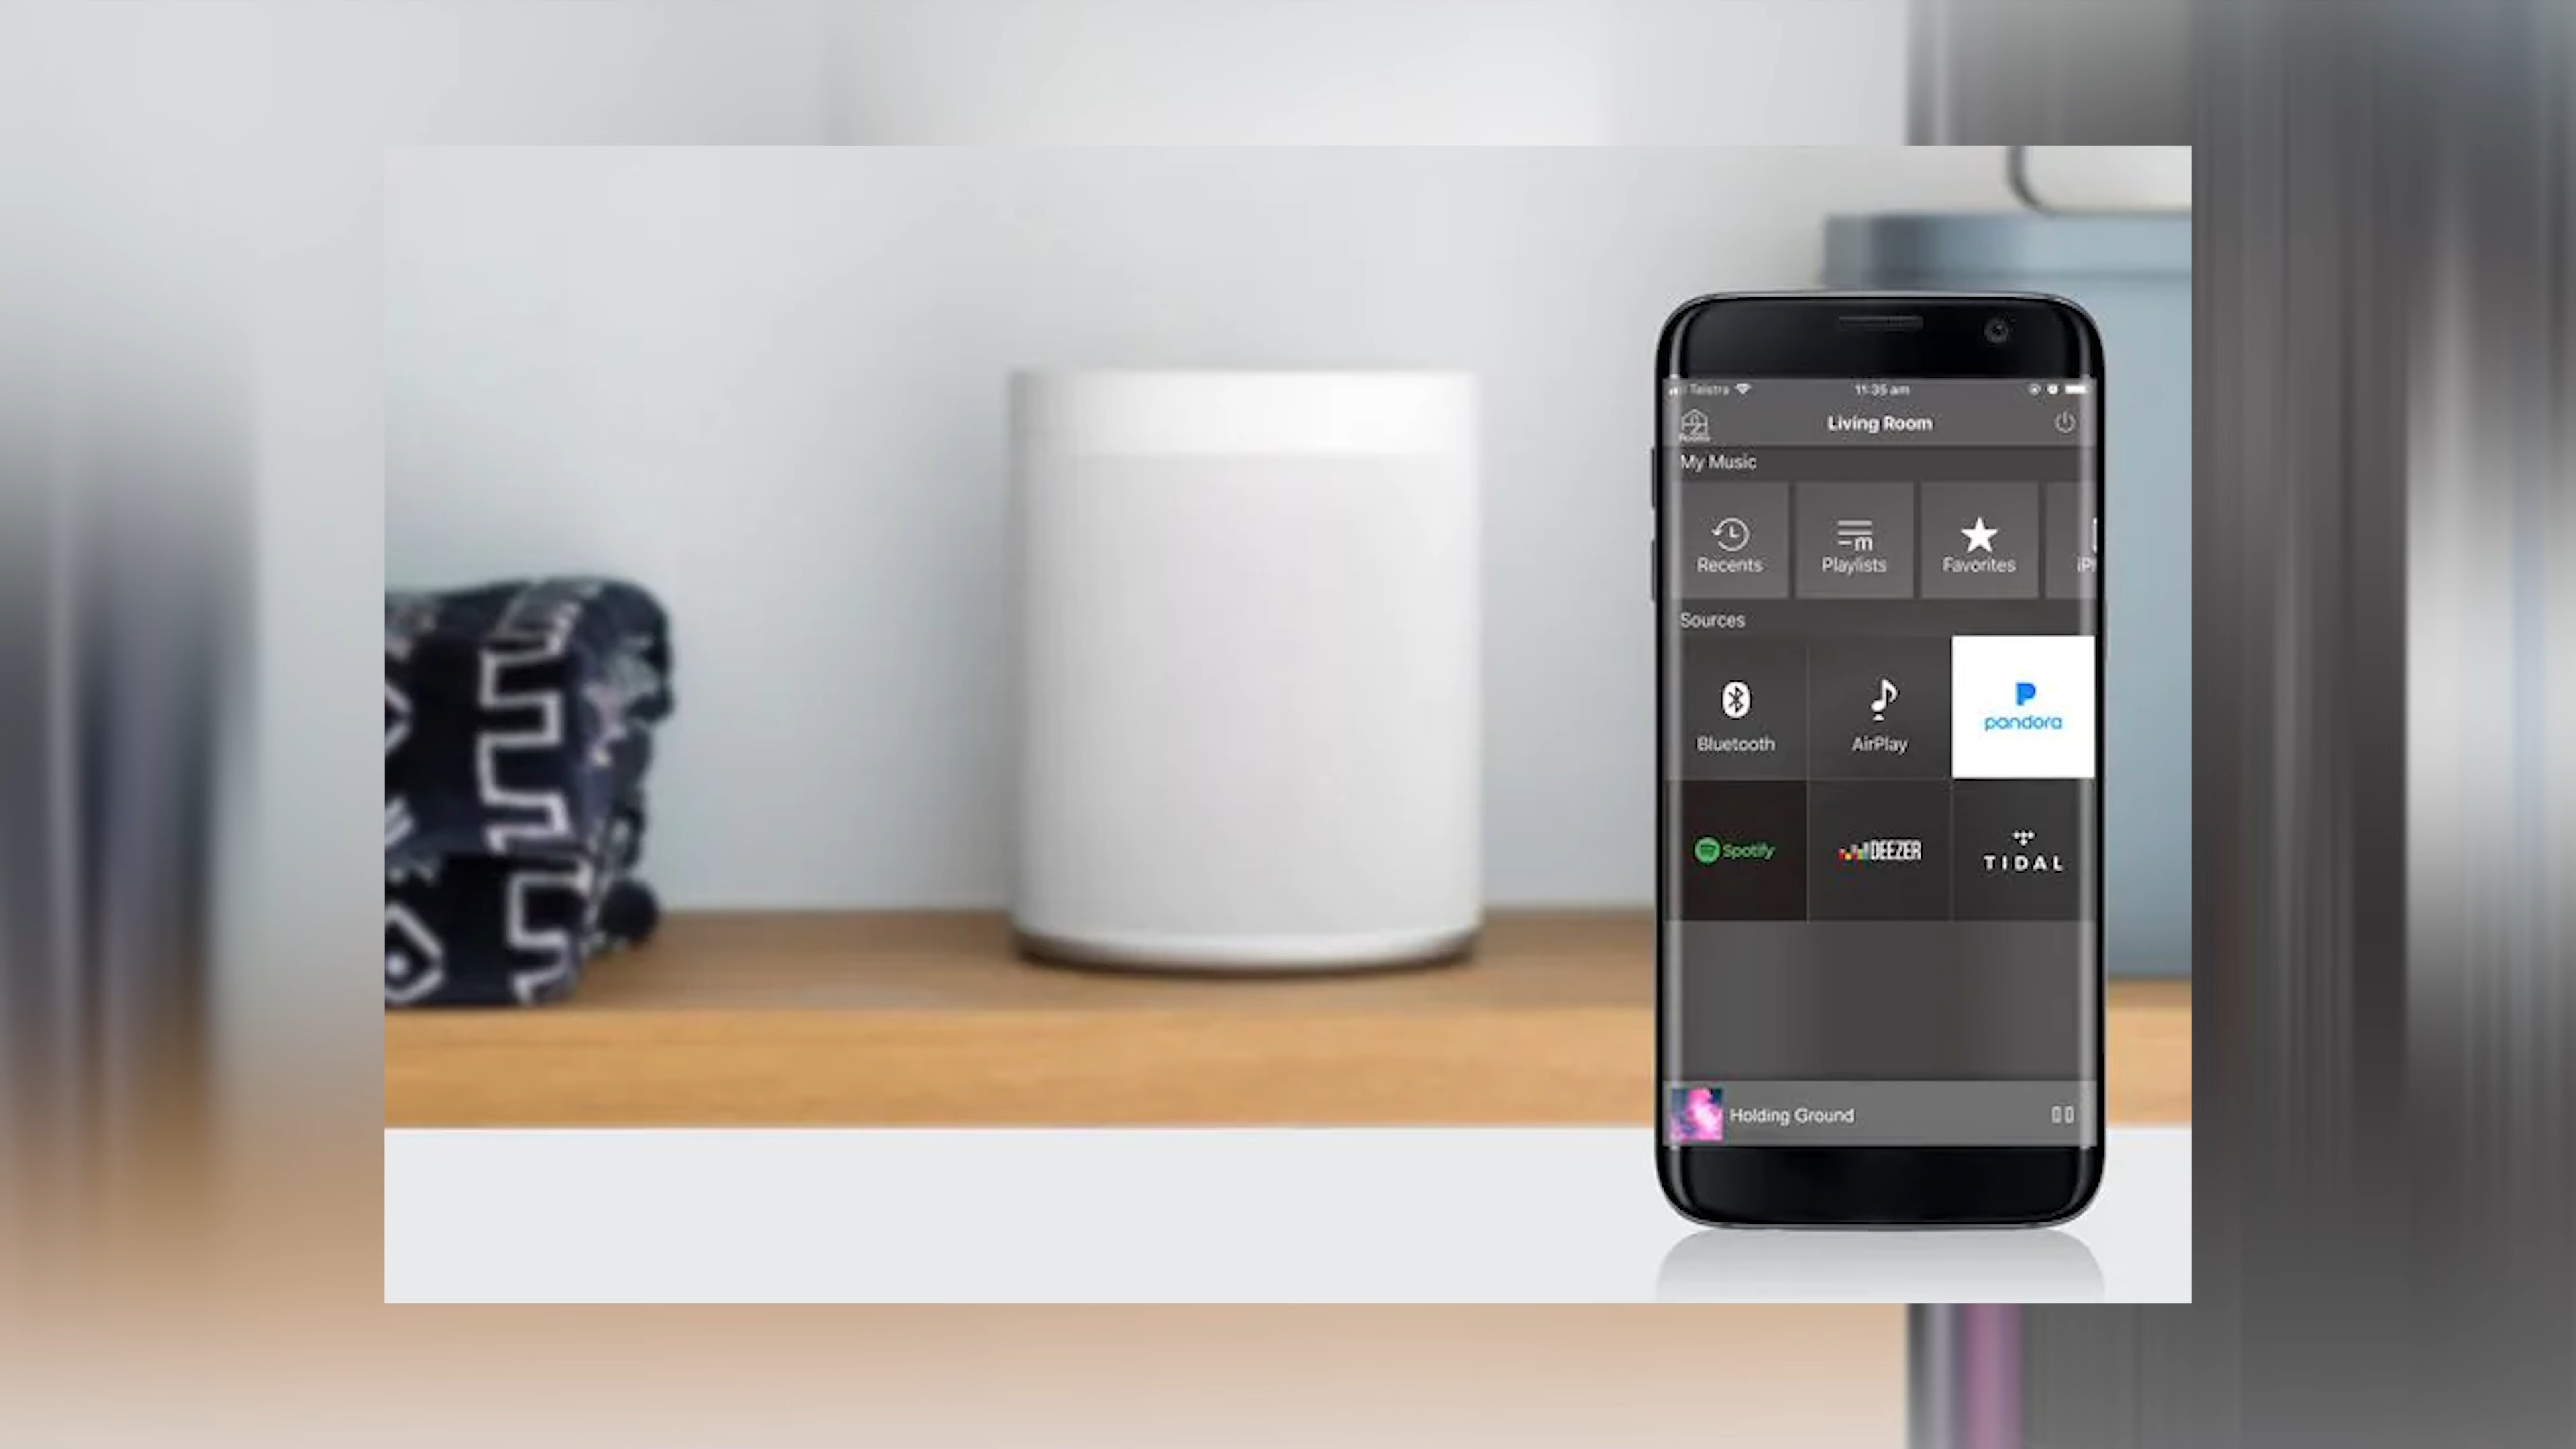 Telstra 11:35 am
Living Room
Rooms
My Music
Recents Playlists Favorites
Sources
Bluetooth AirPlay pandora
Spotify DEEZER TIDAL
Holding Ground